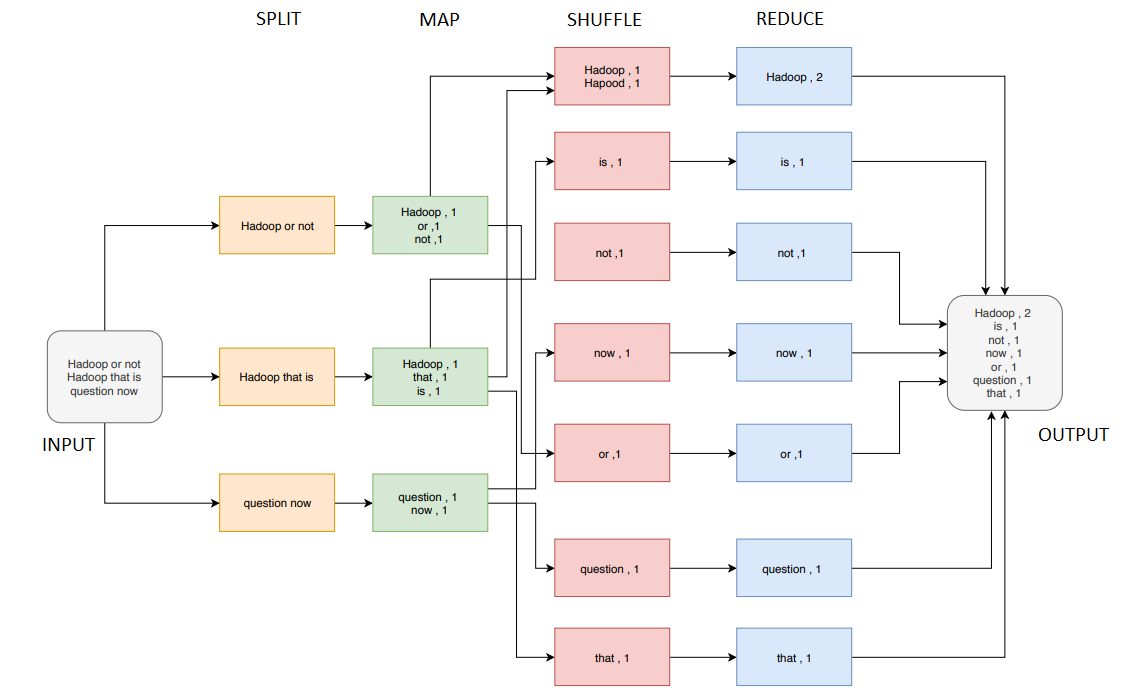 SPLIT
MAP
SHUFFLE
REDUCE
Hadoop or not
Hadoop that is
question now
INPUT
Hadoop or not
Hadoop that is
question now
Hadoop , 1
or ,1
not ,1
Hadoop , 1
that , 1
is , 1
question , 1
now , 1
Hadoop , 1
Hapood , 1
is , 1
not ,1
now , 1
or ,1
question , 1
that , 1
Hadoop , 2
is , 1
not ,1
now , 1
or ,1
question , 1
that , 1
Hadoop , 2
is , 1
not , 1
now , 1
or , 1
question , 1
that , 1
OUTPUT